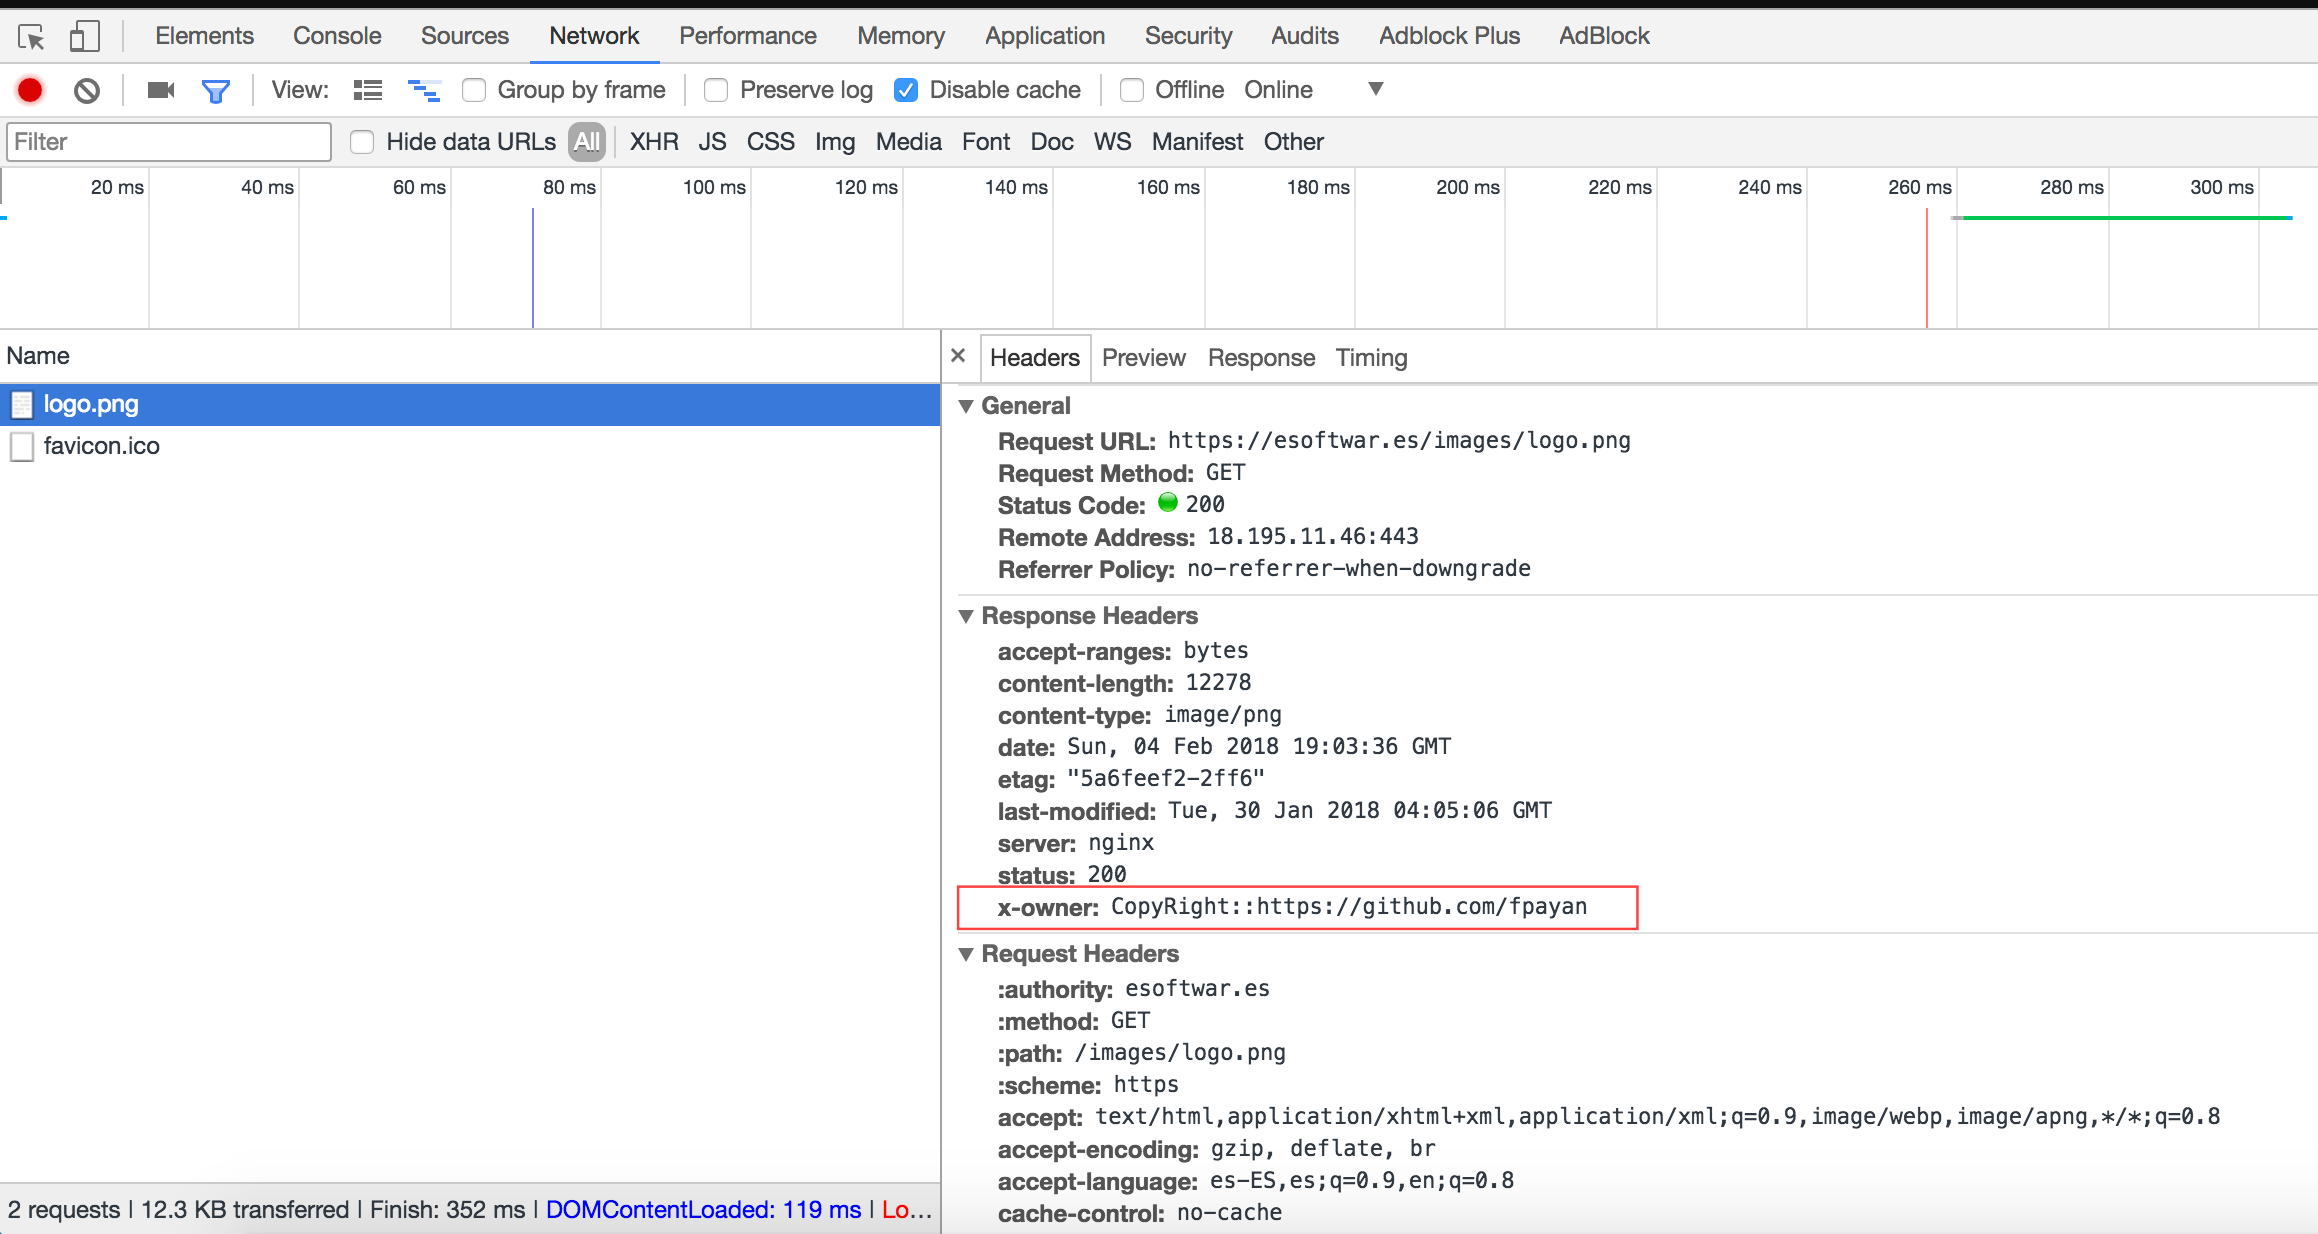 Elements Console Sources Network Performance Memory Application Security Audits Adblock Plus AdBlock
View: Group by frame Preserve log Disable cache Offline Online
Filter Hide data URLs All XHR JS CSS Img Media Font Doc WS Manifest Other
20 ms 40 ms 60 ms 80 ms 100 ms 120 ms 140 ms 160 ms 180 ms 200 ms 220 ms 240 ms 260 ms 280 ms 300 ms
Name
logo.png
favicon.ico
2 requests | 12.3 KB transferred | Finish: 352 ms | DOMContentLoaded: 119 ms | Lo...
× Headers Preview Response Timing
General
Request URL: https://esoftwar.es/images/logo.png
Request Method: GET
Status Code: 200
Remote Address: 18.195.11.46:443
Referrer Policy: no-referrer-when-downgrade
Response Headers
accept-ranges: bytes
content-length: 12278
content-type: image/png
date: Sun, 04 Feb 2018 19:03:36 GMT
etag: "5a6feef2-2ff6"
last-modified: Tue, 30 Jan 2018 04:05:06 GMT
server: nginx
status: 200
x-owner: CopyRight::https://github.com/fpayan
Request Headers
:authority: esoftwar.es
:method: GET
:path: /images/logo.png
:scheme: https
accept: text/html,application/xhtml+xml,application/xml;q=0.9,image/webp,image/apng,*/*;q=0.8
accept-encoding: gzip, deflate, br
accept-language: es-ES,es;q=0.9,en;q=0.8
cache-control: no-cache